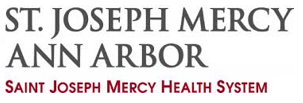 ST. JOSEPH MERCY
ANN ARBOR
SAINT JOSEPH MERCY HEALTH SYSTEM